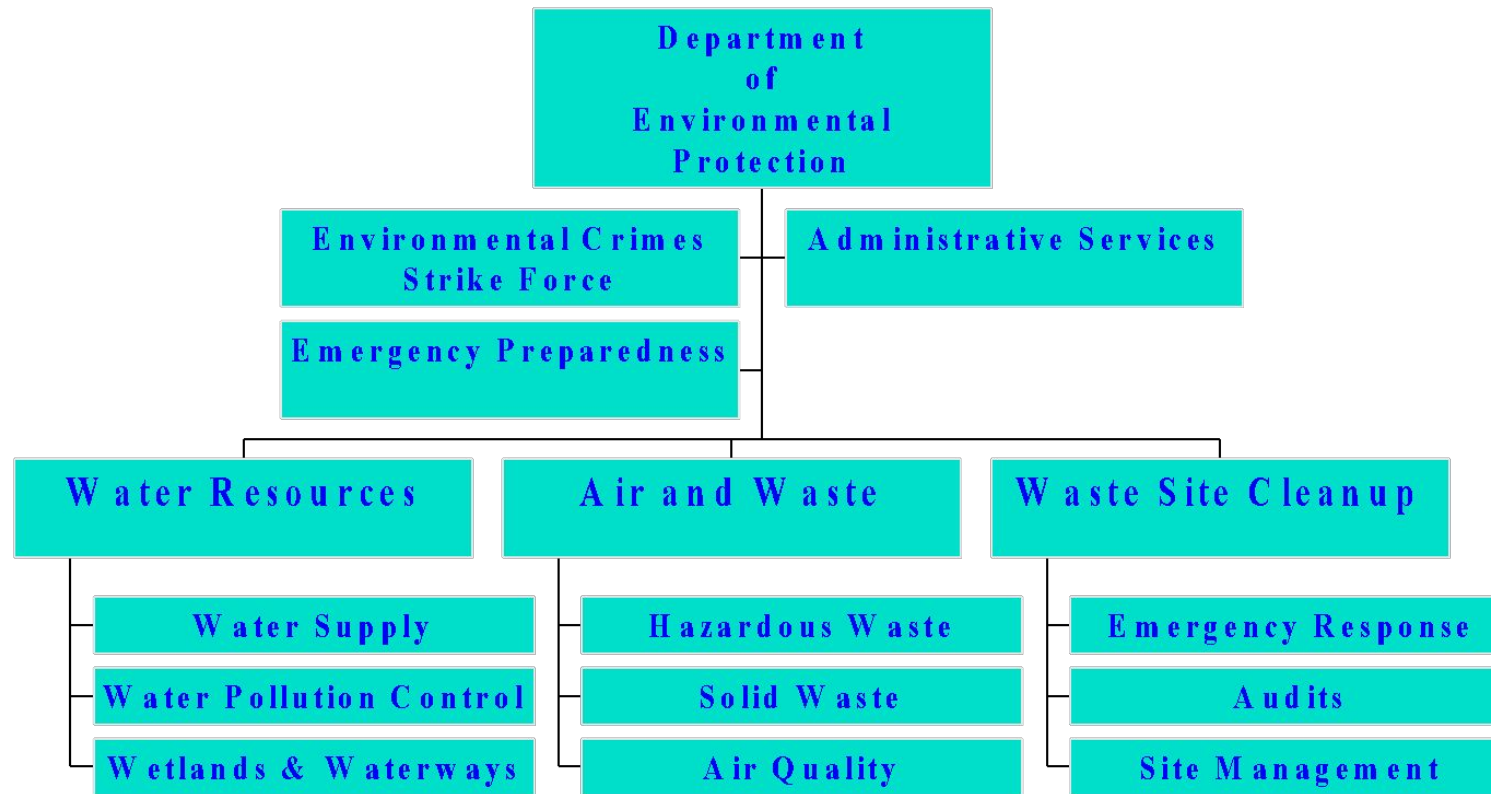 Department
of
Environmental
Protection
Environmental Crimes
Strike Force
Administrative Services
Emergency Preparedness
Water Resources
Air and Waste
Waste Site Cleanup
Water Supply
Hazardous Waste
Emergency Response
Water Pollution Control
Solid Waste
Audits
Wetlands & Waterways
Air Quality
Site Management